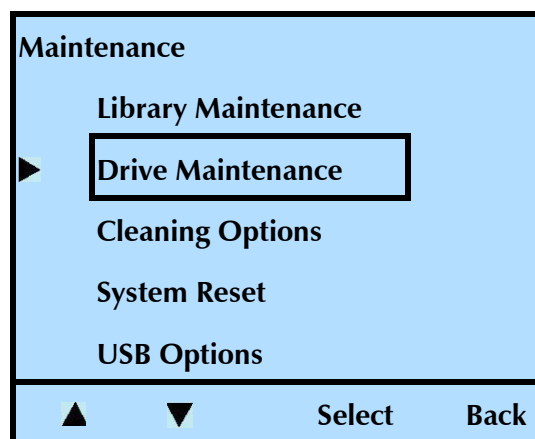 Maintenance
Library Maintenance
Drive Maintenance
Cleaning Options
System Reset
USB Options
Select Back